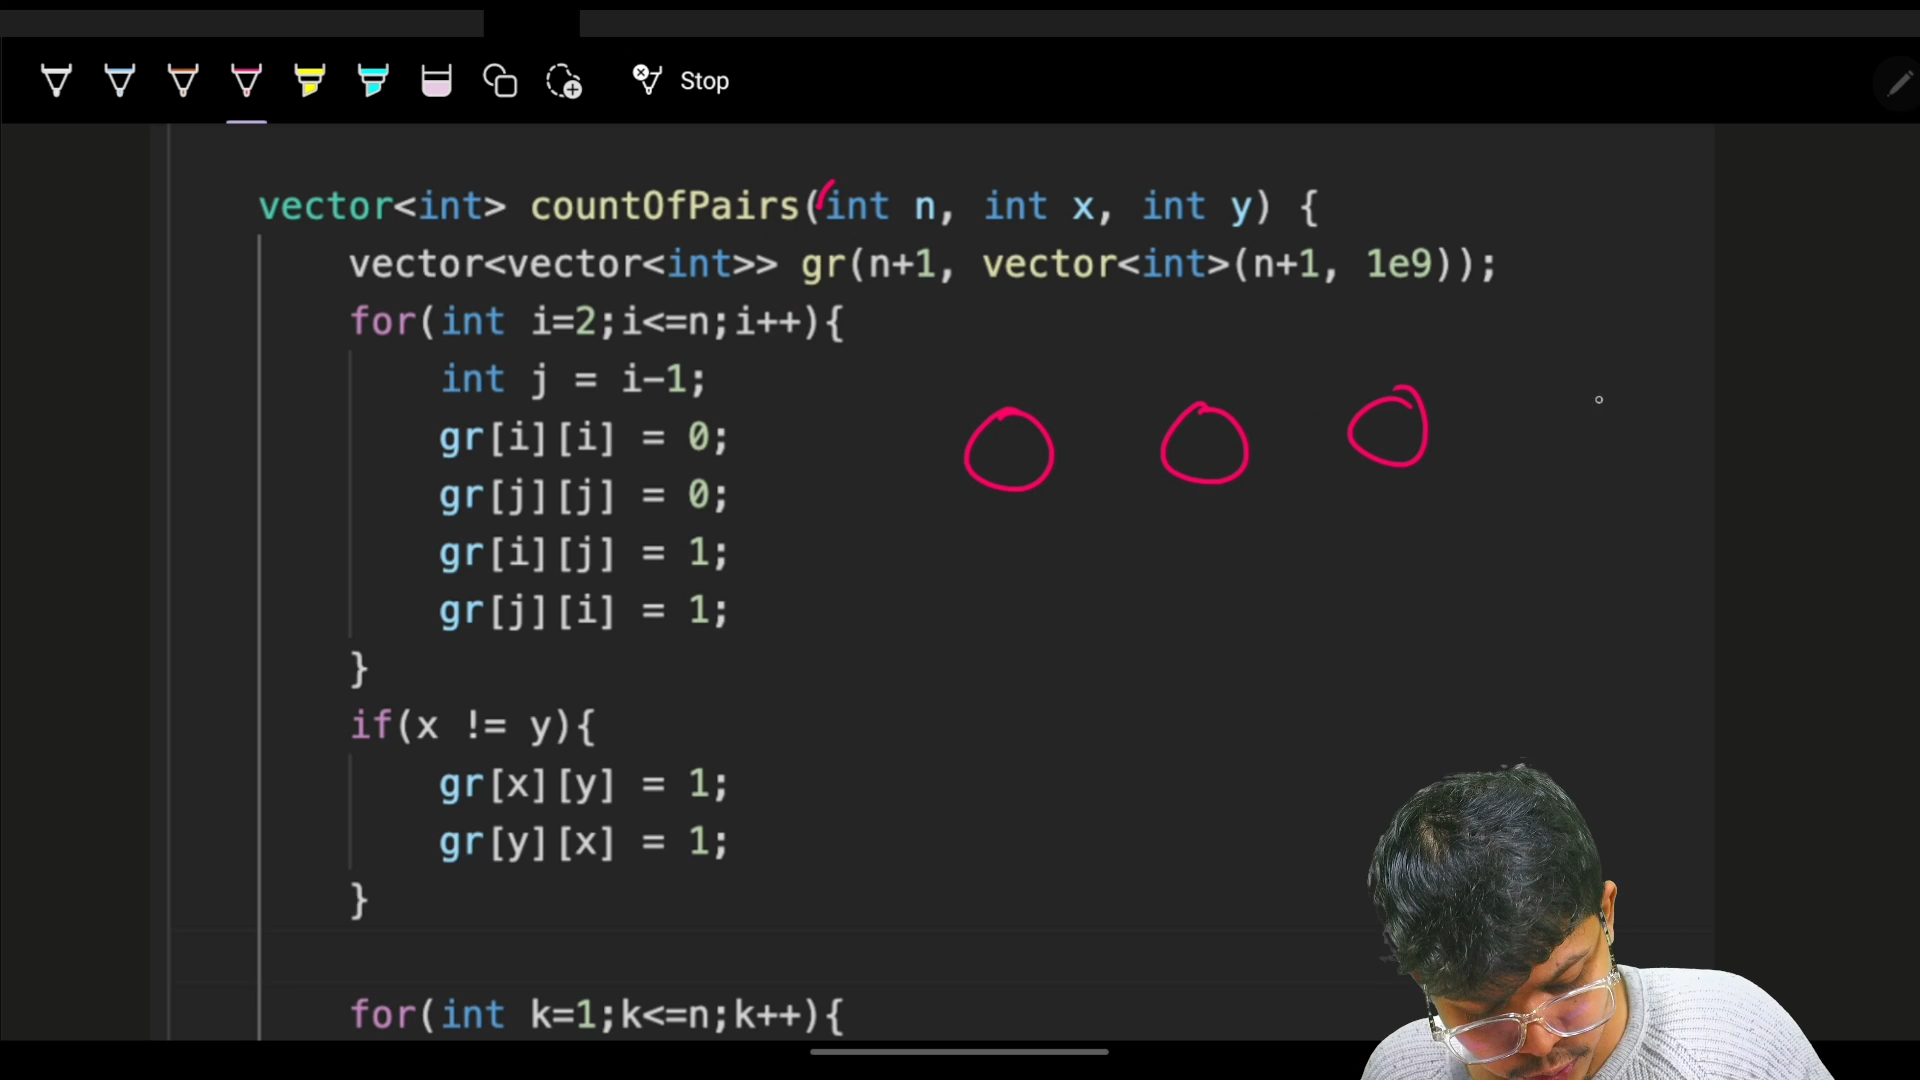 Stop
vector<int> countOfPairs(int n, int x, int y) {
vector<vector<int>> gr(n+1, vector<int>(n+1, 1e9));
for(int i=2;i<=n;i++){
int j = i-1;
gr[i][i] = 0;
gr[j][j] = 0;
gr[i][j] = 1;
gr[j][i] = 1;
}
if(x != y){
gr[x][y] = 1;
gr[y][x] = 1;
}
for(int k=1;k<=n;k++){